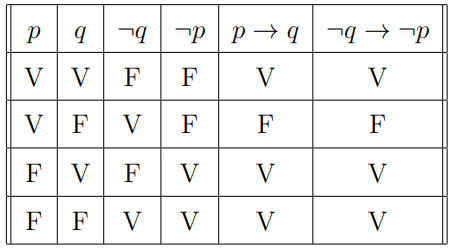 p q ¬q ¬p p → q ¬q → ¬p
V V F F V V
V F V F F F
F V F V V V
F F V V V V